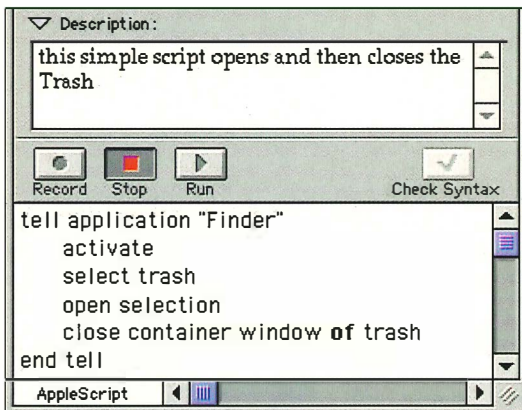 Description:
this simple script opens and then closes the
Trash
Record Stop Run Check Syntax
tell application "Finder"
activate
select trash
open selection
close container window of trash
end tell
AppleScript